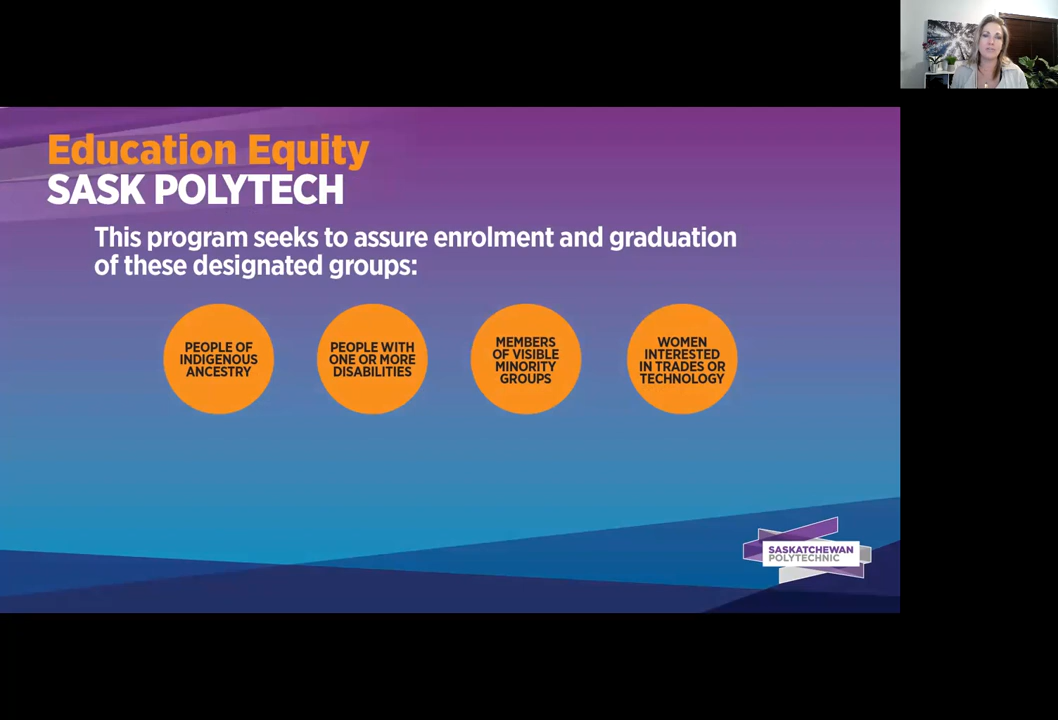 Education Equity
SASK POLYTECH
This program seeks to assure enrolment and graduation
of these designated groups:
PEOPLE OF
INDIGENOUS
ANCESTRY
PEOPLE WITH
ONE OR MORE
DISABILITIES
MEMBERS
OF VISIBLE
MINORITY
GROUPS
WOMEN
INTERESTED
IN TRADES OR
TECHNOLOGY
SASKATCHEWAN
POLYTECHNIC